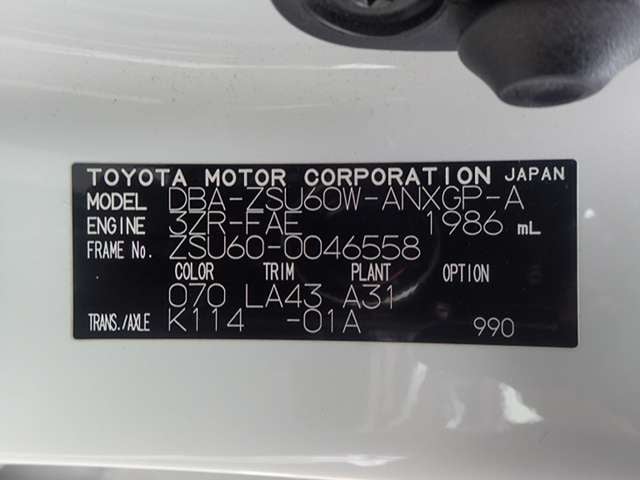 TOYOTA MOTOR CORPORATION JAPAN
MODEL DBA-ZSU60W-ANXGP-A
ENGINE 3ZR-FAE 1986 mL
FRAME No. ZSU60-0046558
COLOR TRIM PLANT OPTION
070 LA43 A31
TRANS./AXLE K114 -01A 990